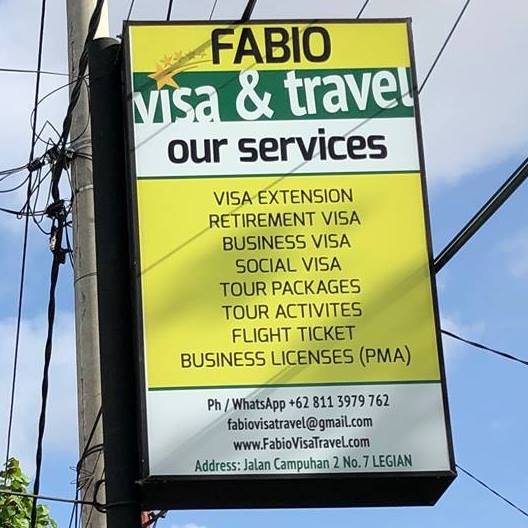 FABIO
visa & travel
our services
VISA EXTENSION
RETIREMENT VISA
BUSINESS VISA
SOCIAL VISA
TOUR PACKAGES
TOUR ACTIVITES
FLIGHT TICKET
BUSINESS LICENSES (PMA)
Ph / WhatsApp +62 811 3979 762
fabiovisatravel@gmail.com
www.FabioVisaTravel.com
Address: Jalan Campuhan 2 No. 7 LEGIAN